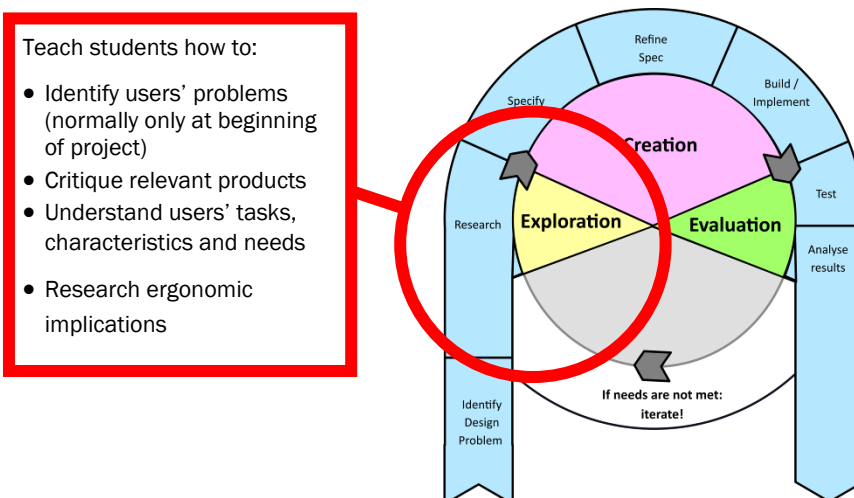 Teach students how to:
• Identify users’ problems
(normally only at beginning
of project)
• Critique relevant products
• Understand users’ tasks,
characteristics and needs
• Research ergonomic
implications
Refine
Spec
Specify
Build /
Implement
Creation
Research
Exploration
Evaluation
Test
Analyse
results
If needs are not met:
iterate!
Identify
Design
Problem